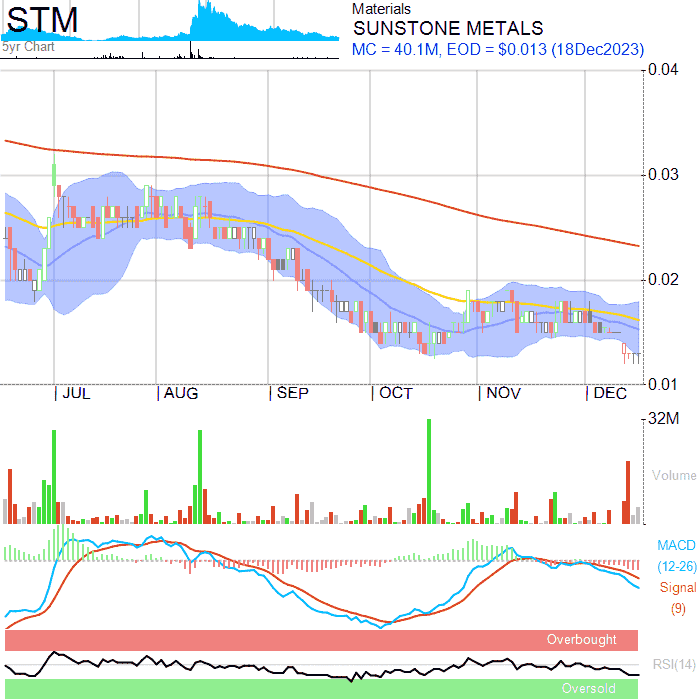 STM
5yr Chart
Materials
SUNSTONE METALS
MC = 40.1M, EOD = $0.013 (18Dec2023)
0.04
0.03
0.02
0.01
JUL
AUG
SEP
OCT
NOV
DEC
32M
Volume
MACD
(12-26)
Signal
(9)
Overbought
RSI(14)
Oversold